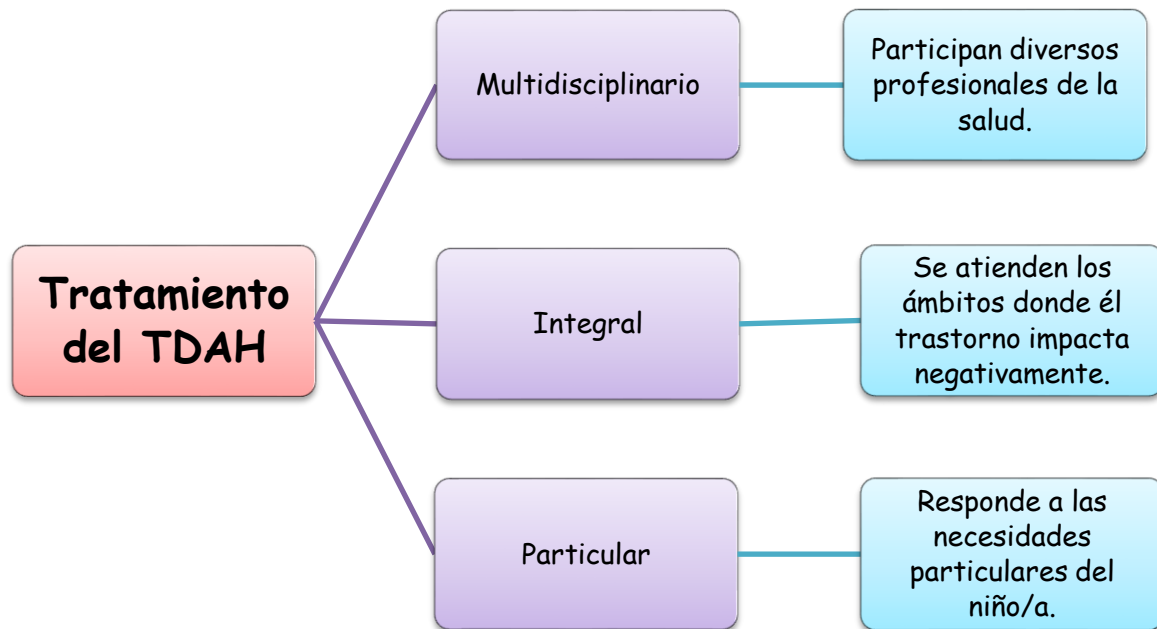 Tratamiento
del TDAH
Multidisciplinario
Participan diversos
profesionales de la
salud.
Integral
Se atienden los
ámbitos donde él
trastorno impacta
negativamente.
Particular
Responde a las
necesidades
particulares del
niño/a.